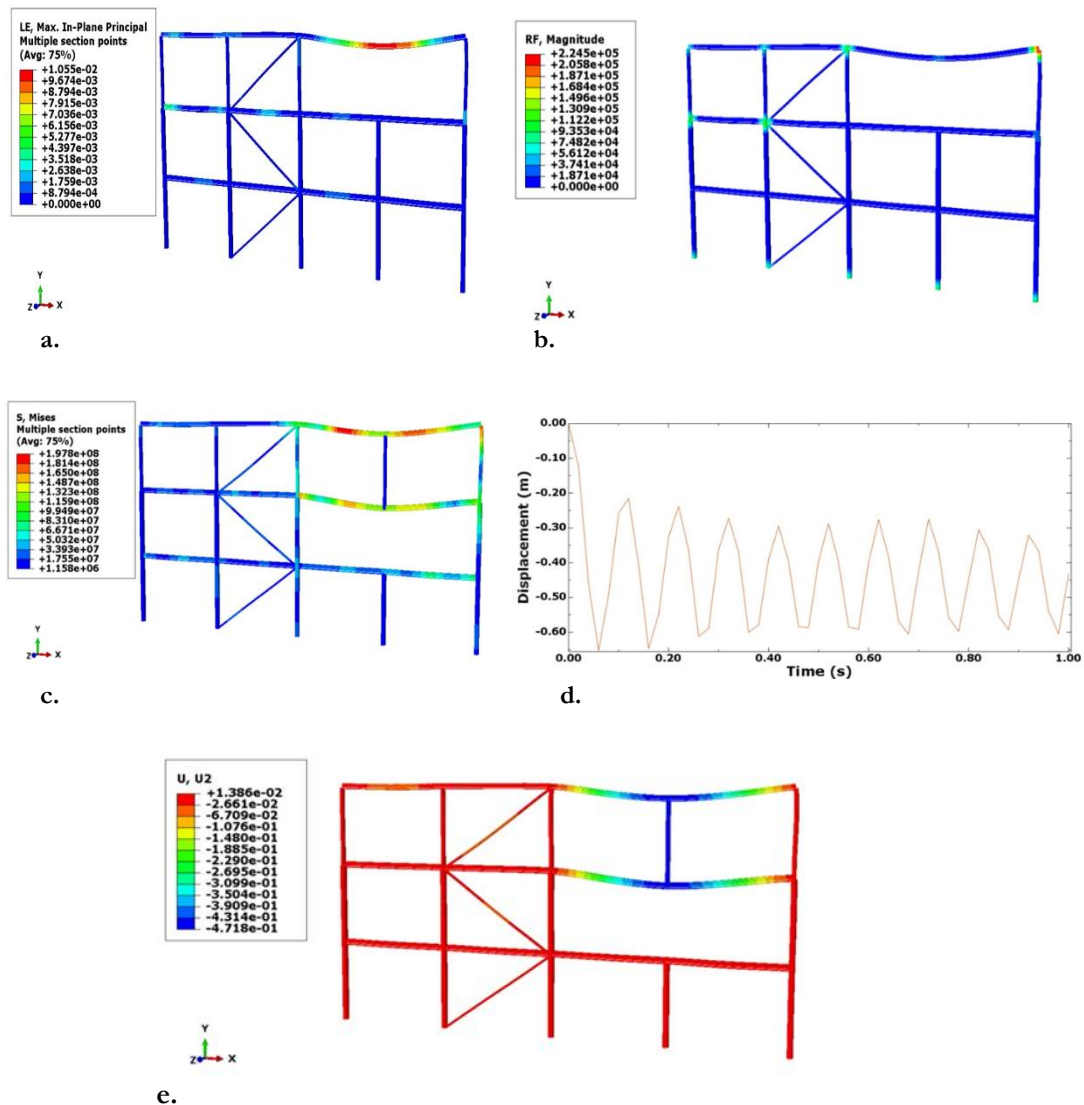 LE, Max. In-Plane Principal
Multiple section points
(Avg: 75%)
+1.055e-02
+9.674e-03
+8.794e-03
+7.915e-03
+7.036e-03
+6.156e-03
+5.277e-03
+4.397e-03
+3.518e-03
+2.638e-03
+1.759e-03
+8.794e-04
+0.000e+00
Y
Z X
a.
RF, Magnitude
+2.245e+05
+2.058e+05
+1.871e+05
+1.684e+05
+1.496e+05
+1.309e+05
+1.122e+05
+9.353e+04
+7.482e+04
+5.612e+04
+3.741e+04
+1.871e+04
+0.000e+00
Y
Z X
b.
S, Mises
Multiple section points
(Avg: 75%)
+1.978e+08
+1.814e+08
+1.650e+08
+1.487e+08
+1.323e+08
+1.159e+08
+9.949e+07
+8.310e+07
+6.671e+07
+5.032e+07
+3.393e+07
+1.755e+07
+1.158e+06
Y
Z X
c.
Displacement (m)
0.00
-0.10
-0.20
-0.30
-0.40
-0.50
-0.60
0.00 0.20 0.40 0.60 0.80 1.00
Time (s)
d.
U, U2
+1.386e-02
-2.661e-02
-6.709e-02
-1.076e-01
-1.480e-01
-1.885e-01
-2.290e-01
-2.695e-01
-3.099e-01
-3.504e-01
-3.909e-01
-4.314e-01
-4.718e-01
Y
Z X
e.